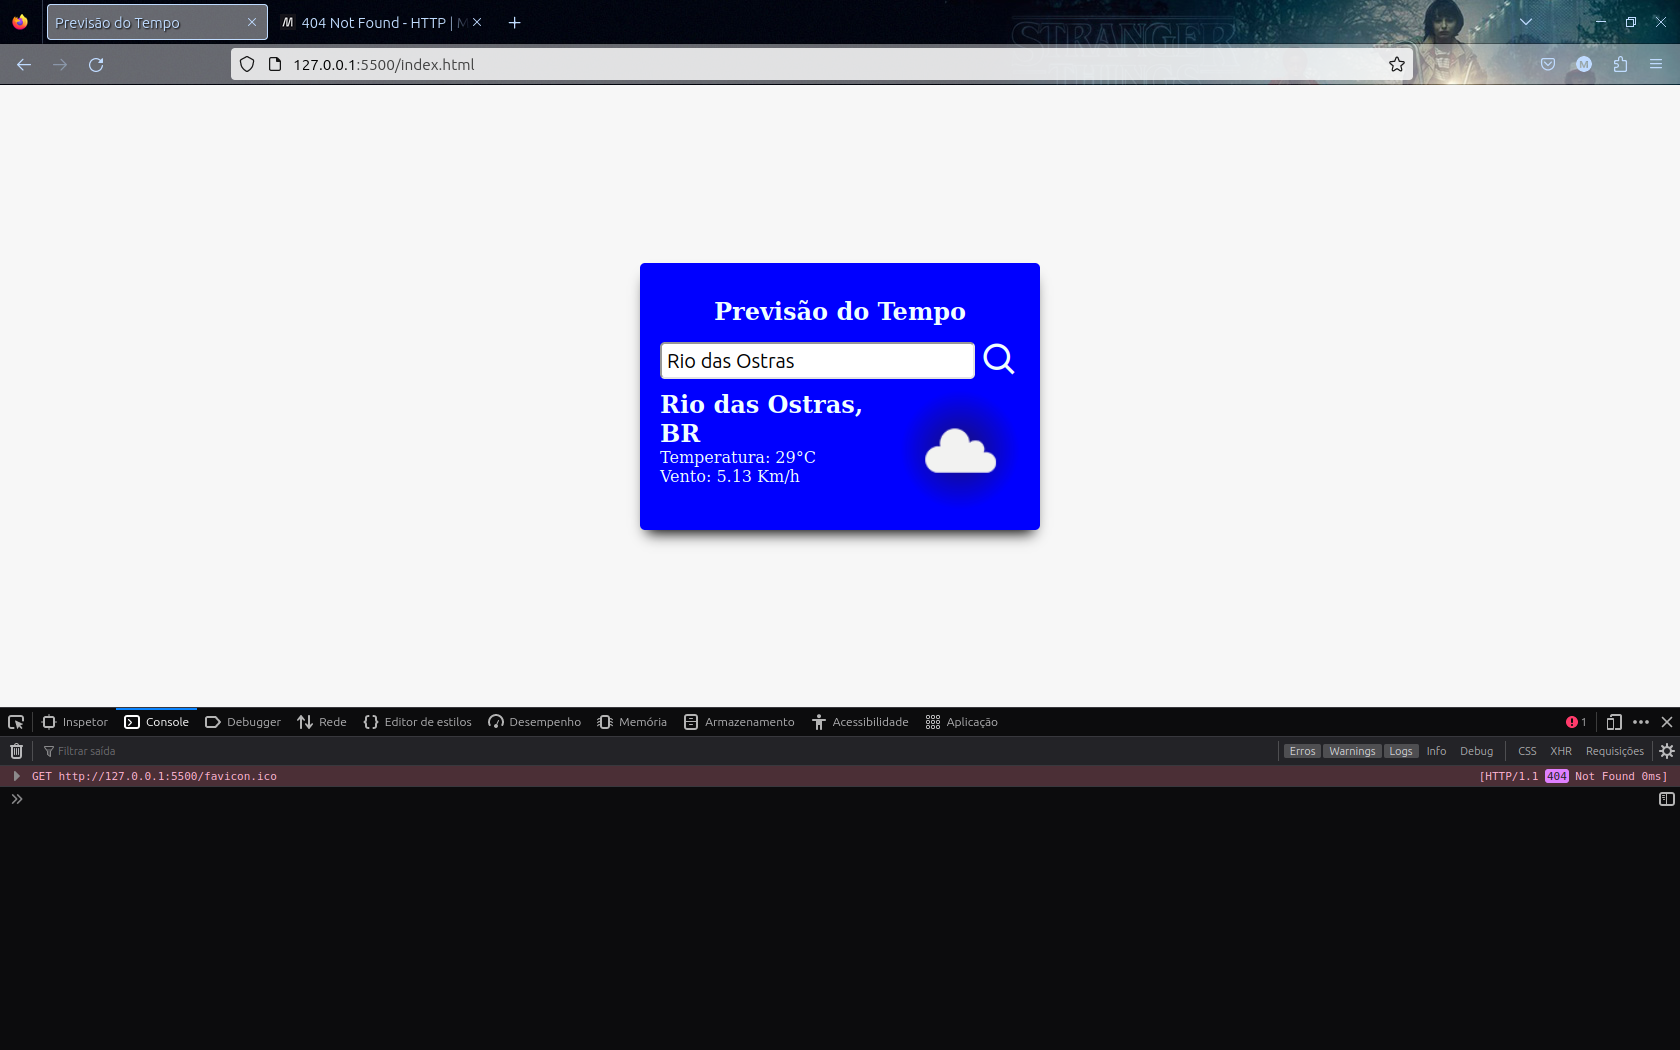 Previsão do Tempo
404 Not Found - HTTP | M
127.0.0.1:5500/index.html
STRANGER
THINGS
M
Previsão do Tempo
Rio das Ostras
Rio das Ostras,
BR
Temperatura: 29°C
Vento: 5.13 Km/h
Inspetor Console Debugger Rede Editor de estilos Desempenho Memória Armazenamento Acessibilidade Aplicação 1
Filtrar saída Erros Warnings Logs Info Debug CSS XHR Requisições
GET http://127.0.0.1:5500/favicon.ico [HTTP/1.1 404 Not Found 0ms]